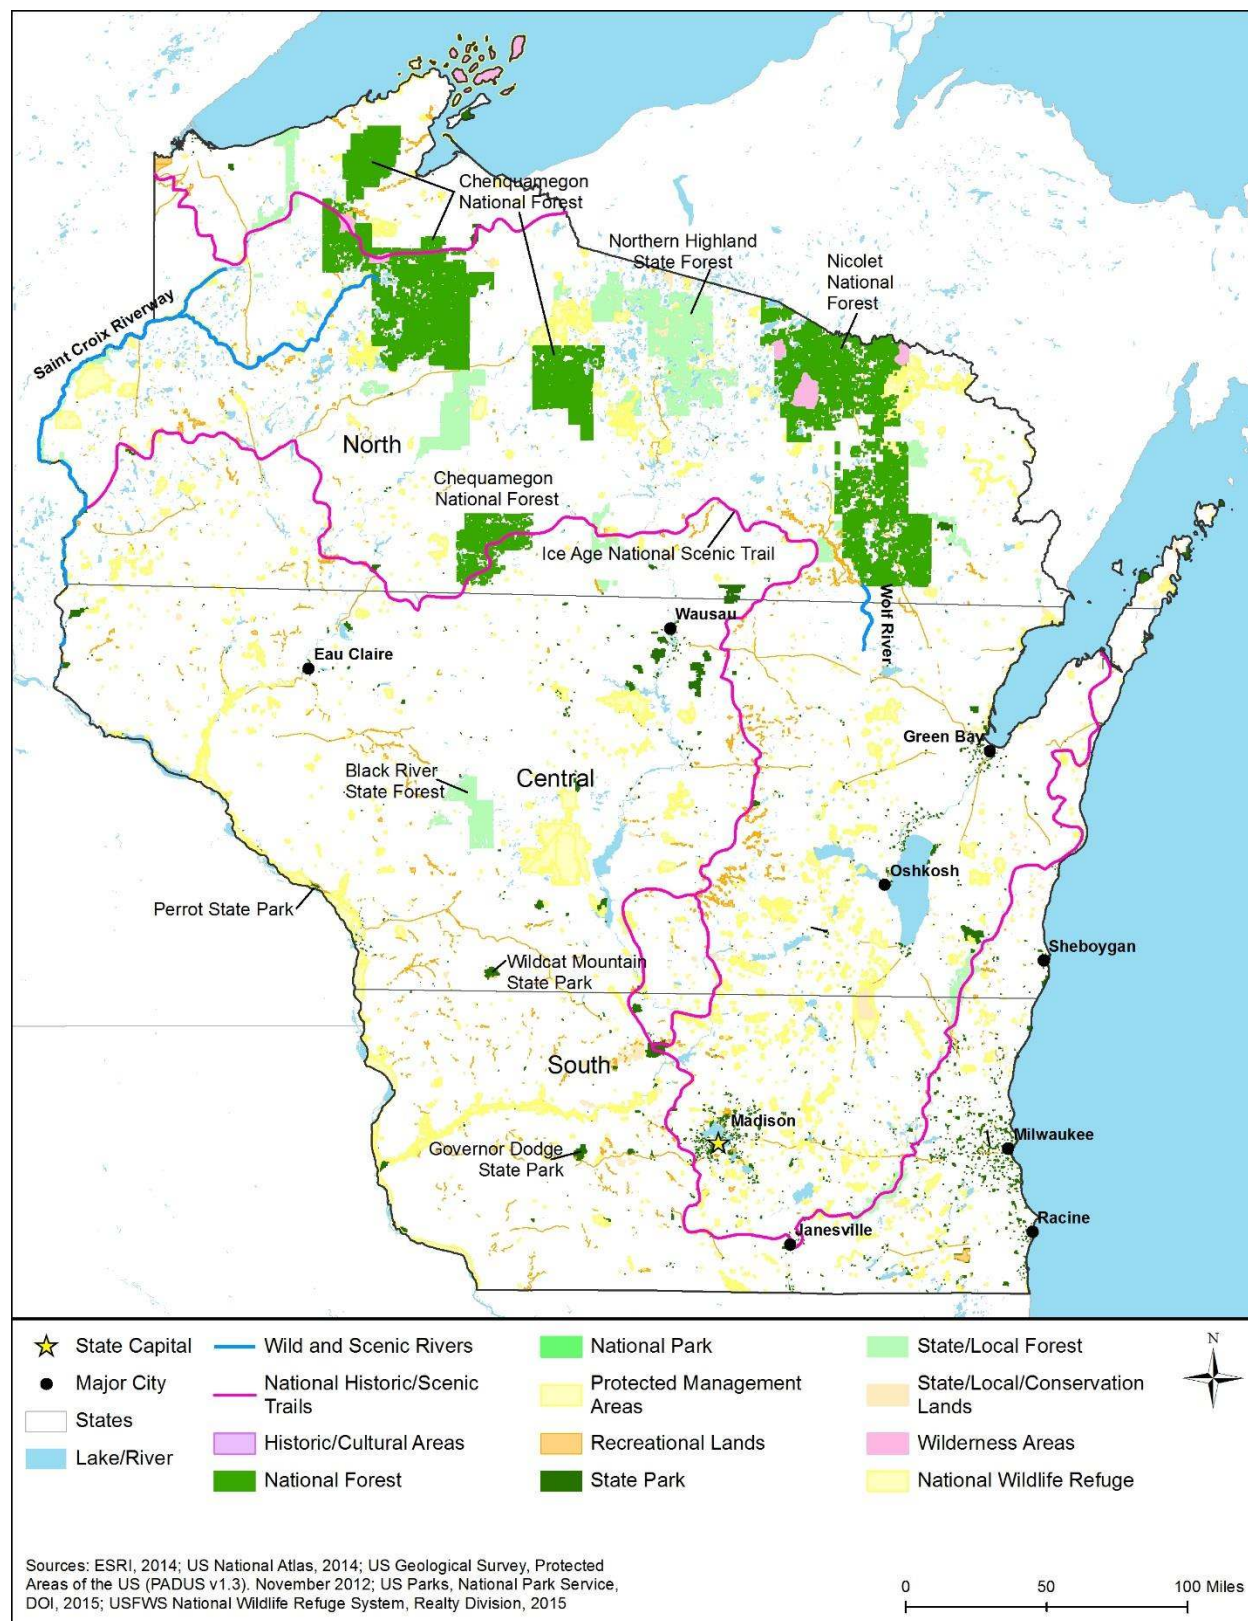 Chenquamegon
National Forest
Northern Highland
State Forest
Nicolet
National
Forest
Saint Croix Riverway
North
Chequamegon
National Forest
Ice Age National Scenic Trail
Wolf River
Wausau
Eau Claire
Green Bay
Black River
State Forest
Central
Oshkosh
Perrot State Park
Sheboygan
Wildcat Mountain
State Park
South
Madison
Milwaukee
Governor Dodge
State Park
Racine
Janesville
State Capital
Major City
States
Lake/River
Wild and Scenic Rivers
National Historic/Scenic
Trails
Historic/Cultural Areas
National Forest
National Park
Protected Management
Areas
Recreational Lands
State Park
State/Local Forest
State/Local/Conservation
Lands
Wilderness Areas
National Wildlife Refuge
N
Sources: ESRI, 2014; US National Atlas, 2014; US Geological Survey, Protected
Areas of the US (PADUS v1.3). November 2012; US Parks, National Park Service,
DOI, 2015; USFWS National Wildlife Refuge System, Realty Division, 2015
0 50 100 Miles